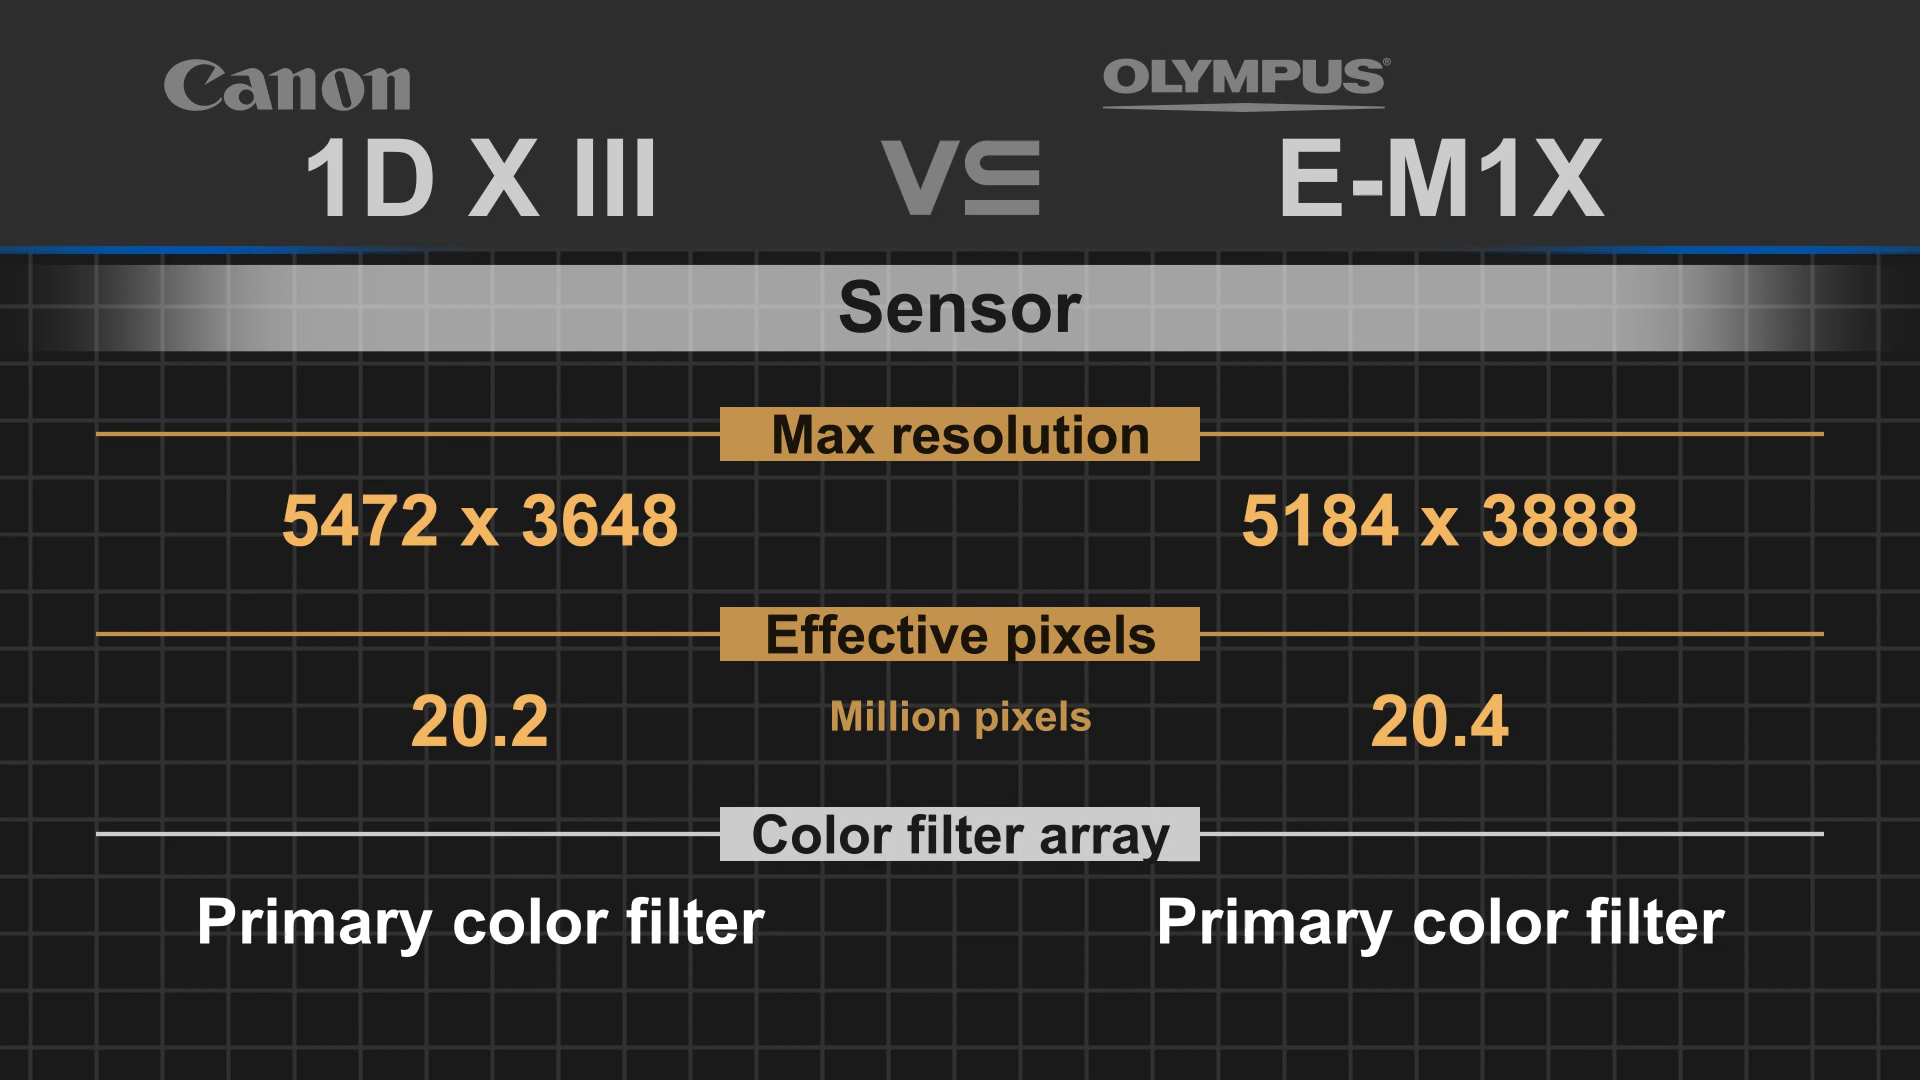 Canon
OLYMPUS®
1D X III
VS
E-M1X
Sensor
Max resolution
5472 x 3648
5184 x 3888
Effective pixels
20.2
Million pixels
20.4
Color filter array
Primary color filter
Primary color filter